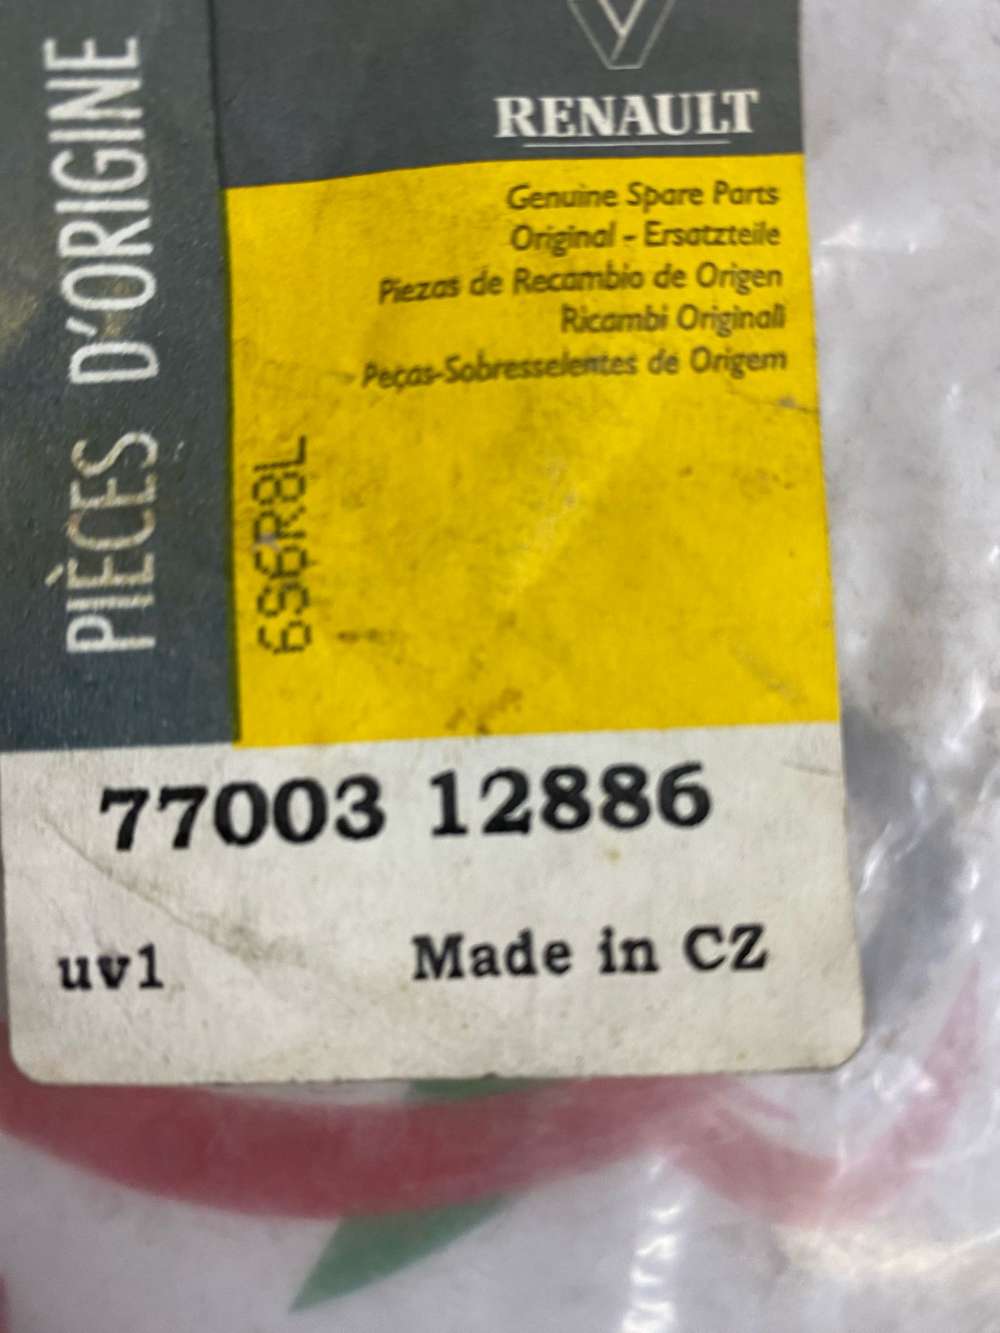 RENAULT
PIÈCES D'ORIGINE
Genuine Spare Parts
Original - Ersatzteile
Piezas de Recambio de Origen
Ricambi Originali
Peças-Sobresselentes de Origem
6S6R8L
77003 12886
uv1
Made in CZ